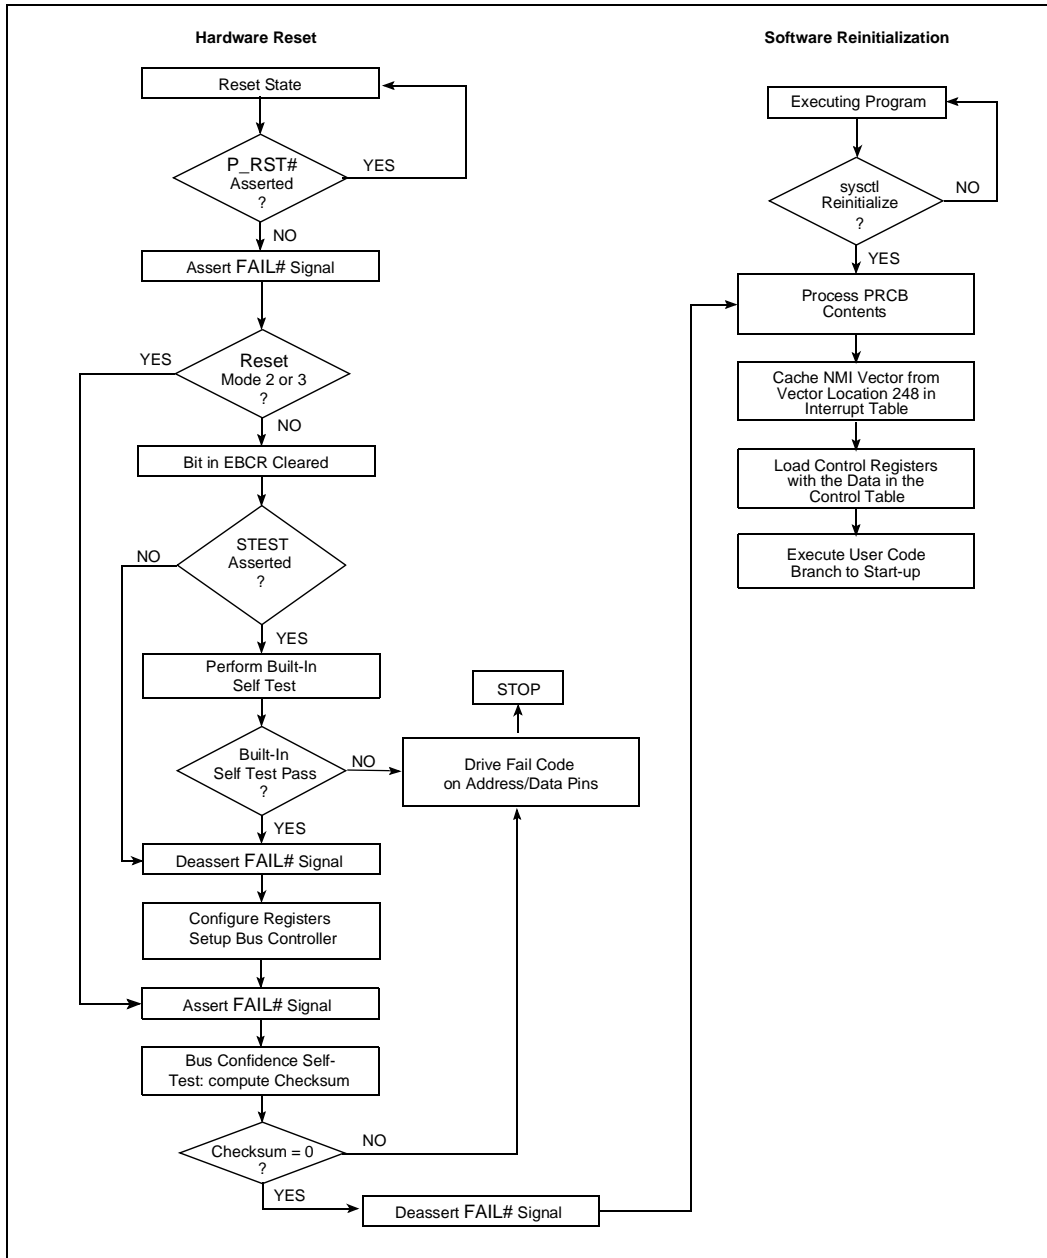 Hardware Reset
Reset State
P_RST#
Asserted
?
YES
NO
Assert FAIL# Signal
YES
Reset
Mode 2 or 3
?
NO
Bit in EBCR Cleared
NO
STEST
Asserted
?
YES
Perform Built-In
Self Test
STOP
Built-In
Self Test Pass
?
NO
Drive Fail Code
on Address/Data Pins
YES
Deassert FAIL# Signal
Configure Registers
Setup Bus Controller
Assert FAIL# Signal
Bus Confidence Self-
Test: compute Checksum
Checksum = 0
?
NO
YES
Deassert FAIL# Signal
Software Reinitialization
Executing Program
sysctl
Reinitialize
?
NO
YES
Process PRCB
Contents
Cache NMI Vector from
Vector Location 248 in
Interrupt Table
Load Control Registers
with the Data in the
Control Table
Execute User Code
Branch to Start-up